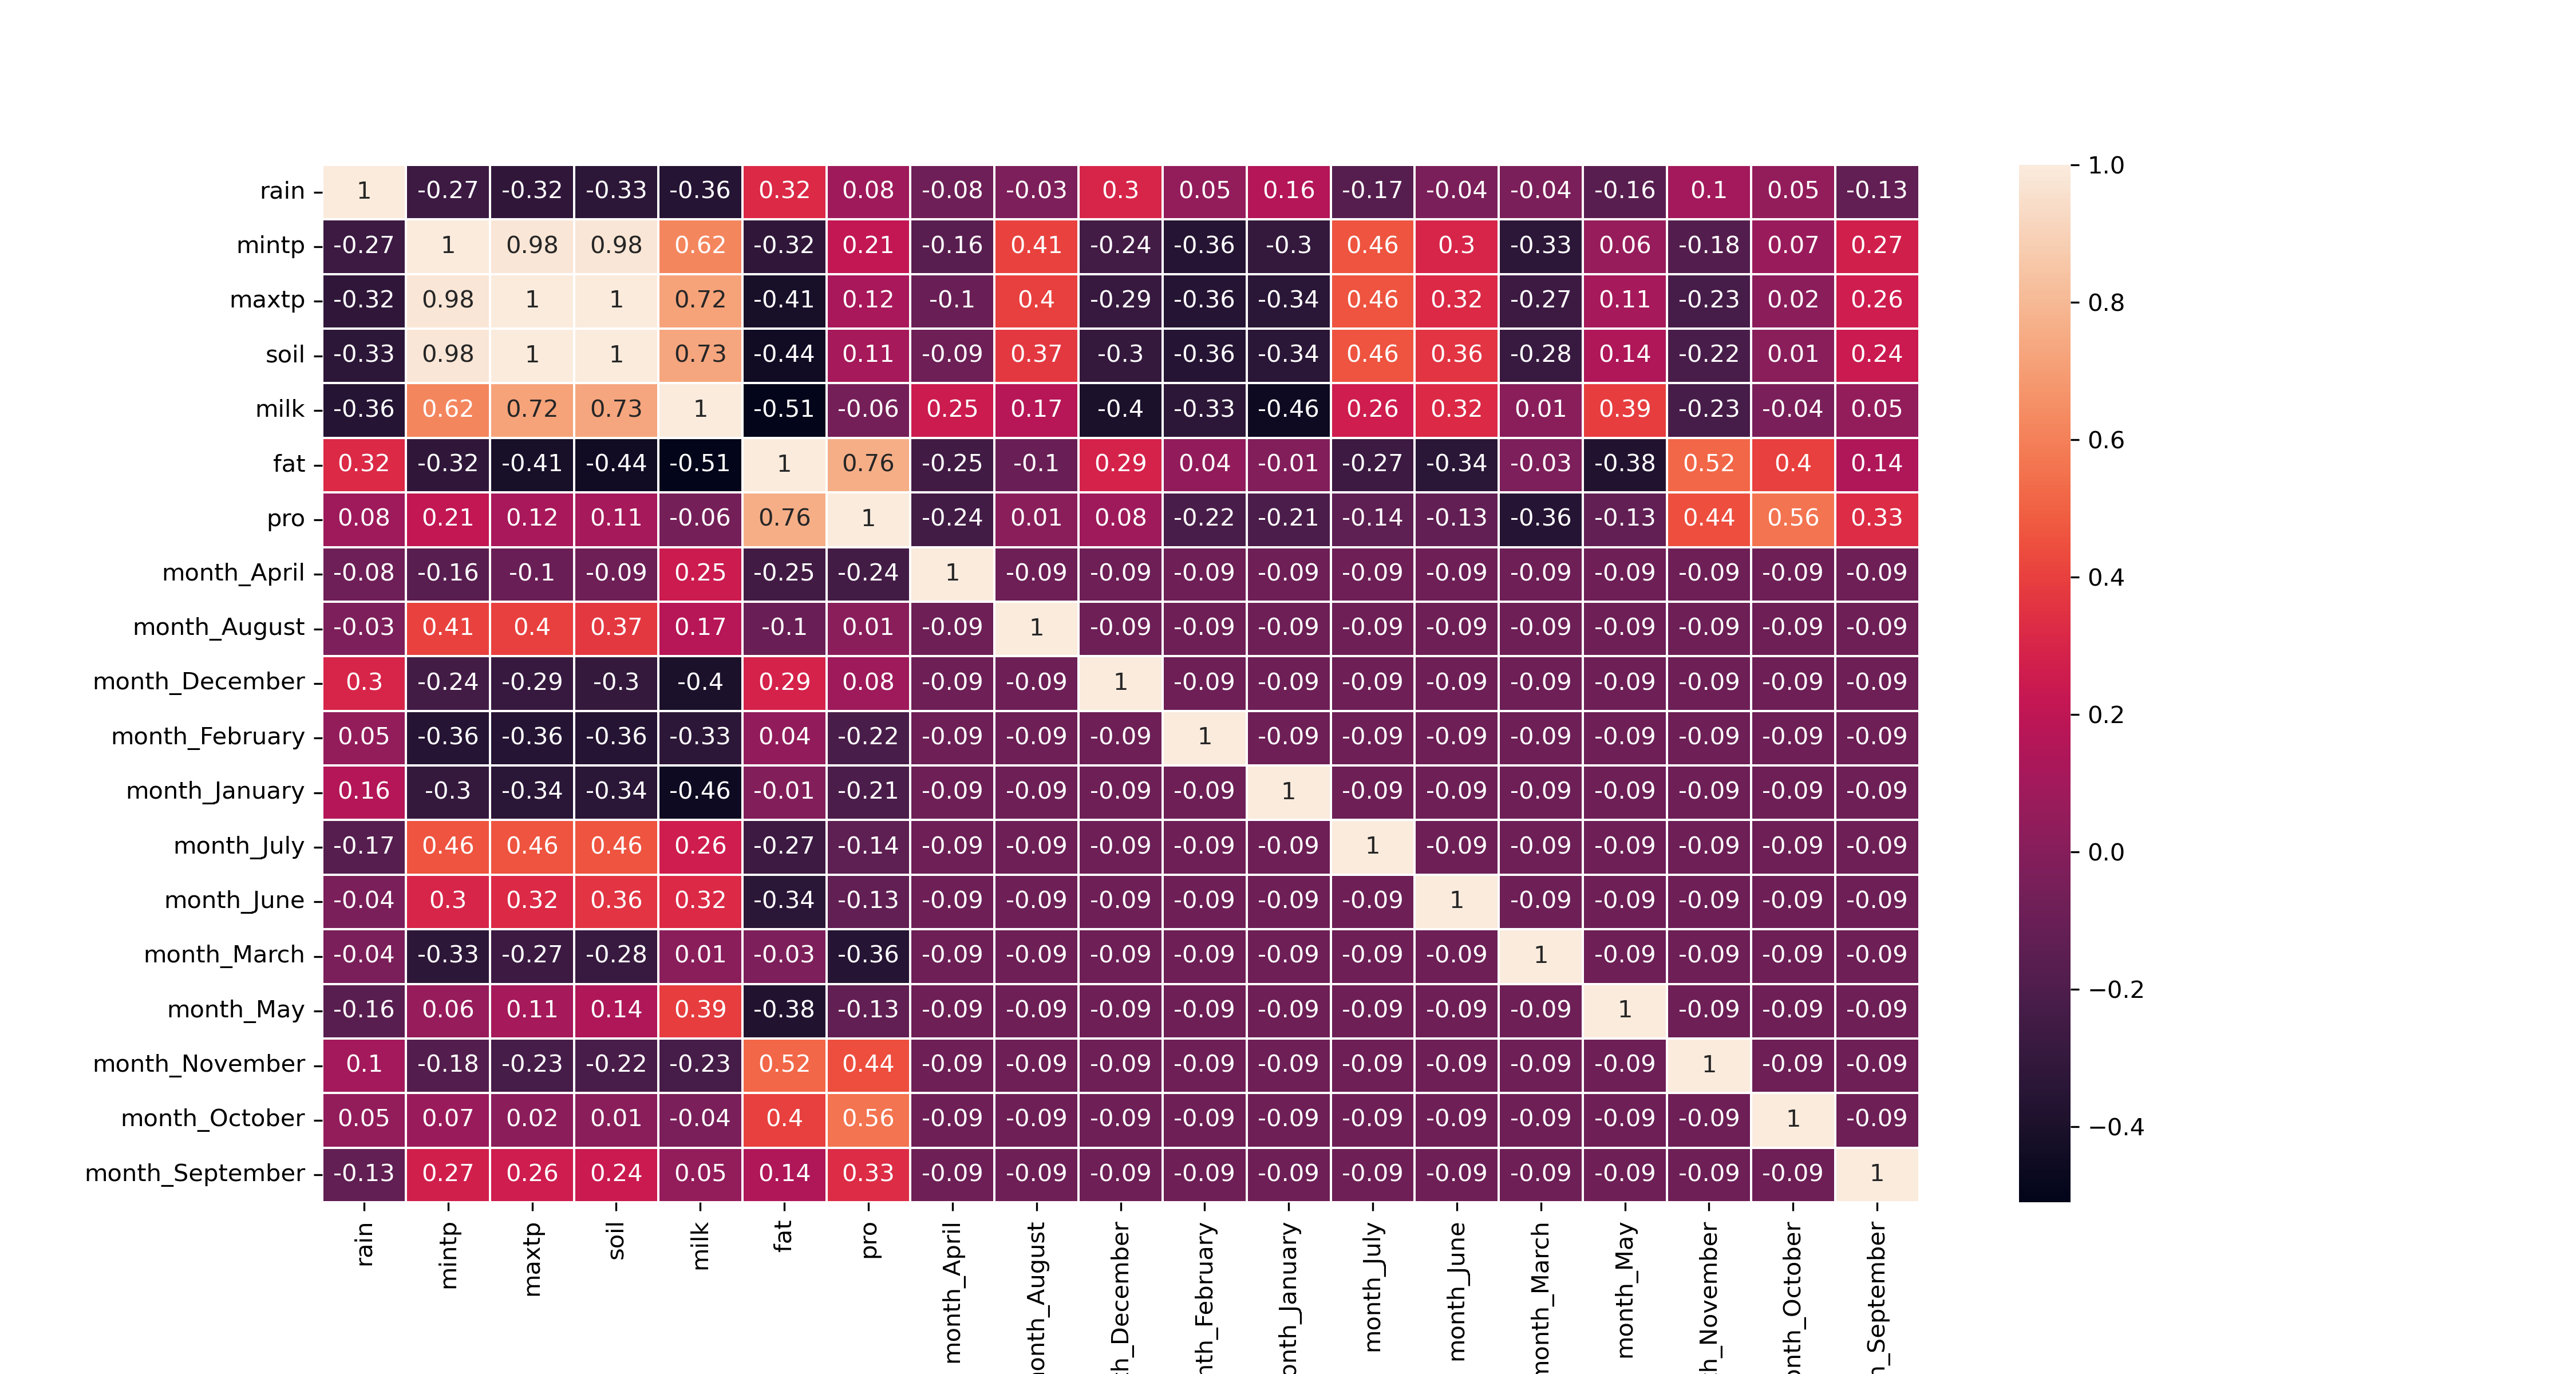 rain 1 -0.27 -0.32 -0.33 -0.36 0.32 0.08 -0.08 -0.03 0.3 0.05 0.16 -0.17 -0.04 -0.04 -0.16 0.1 0.05 -0.13
mintp -0.27 1 0.98 0.98 0.62 -0.32 0.21 -0.16 0.41 -0.24 -0.36 -0.3 0.46 0.3 -0.33 0.06 -0.18 0.07 0.27
maxtp -0.32 0.98 1 1 0.72 -0.41 0.12 -0.1 0.4 -0.29 -0.36 -0.34 0.46 0.32 -0.27 0.11 -0.23 0.02 0.26
soil -0.33 0.98 1 1 0.73 -0.44 0.11 -0.09 0.37 -0.3 -0.36 -0.34 0.46 0.36 -0.28 0.14 -0.22 0.01 0.24
milk -0.36 0.62 0.72 0.73 1 -0.51 -0.06 0.25 0.17 -0.4 -0.33 -0.46 0.26 0.32 0.01 0.39 -0.23 -0.04 0.05
fat 0.32 -0.32 -0.41 -0.44 -0.51 1 0.76 -0.25 -0.1 0.29 0.04 -0.01 -0.27 -0.34 -0.03 -0.38 0.52 0.4 0.14
pro 0.08 0.21 0.12 0.11 -0.06 0.76 1 -0.24 0.01 0.08 -0.22 -0.21 -0.14 -0.13 -0.36 -0.13 0.44 0.56 0.33
month_April -0.08 -0.16 -0.1 -0.09 0.25 -0.25 -0.24 1 -0.09 -0.09 -0.09 -0.09 -0.09 -0.09 -0.09 -0.09 -0.09 -0.09 -0.09
month_August -0.03 0.41 0.4 0.37 0.17 -0.1 0.01 -0.09 1 -0.09 -0.09 -0.09 -0.09 -0.09 -0.09 -0.09 -0.09 -0.09 -0.09
month_December 0.3 -0.24 -0.29 -0.3 -0.4 0.29 0.08 -0.09 -0.09 1 -0.09 -0.09 -0.09 -0.09 -0.09 -0.09 -0.09 -0.09 -0.09
month_February 0.05 -0.36 -0.36 -0.36 -0.33 0.04 -0.22 -0.09 -0.09 -0.09 1 -0.09 -0.09 -0.09 -0.09 -0.09 -0.09 -0.09 -0.09
month_January 0.16 -0.3 -0.34 -0.34 -0.46 -0.01 -0.21 -0.09 -0.09 -0.09 -0.09 1 -0.09 -0.09 -0.09 -0.09 -0.09 -0.09 -0.09
month_July -0.17 0.46 0.46 0.46 0.26 -0.27 -0.14 -0.09 -0.09 -0.09 -0.09 -0.09 1 -0.09 -0.09 -0.09 -0.09 -0.09 -0.09
month_June -0.04 0.3 0.32 0.36 0.32 -0.34 -0.13 -0.09 -0.09 -0.09 -0.09 -0.09 -0.09 1 -0.09 -0.09 -0.09 -0.09 -0.09
month_March -0.04 -0.33 -0.27 -0.28 0.01 -0.03 -0.36 -0.09 -0.09 -0.09 -0.09 -0.09 -0.09 -0.09 1 -0.09 -0.09 -0.09 -0.09
month_May -0.16 0.06 0.11 0.14 0.39 -0.38 -0.13 -0.09 -0.09 -0.09 -0.09 -0.09 -0.09 -0.09 -0.09 1 -0.09 -0.09 -0.09
month_November 0.1 -0.18 -0.23 -0.22 -0.23 0.52 0.44 -0.09 -0.09 -0.09 -0.09 -0.09 -0.09 -0.09 -0.09 -0.09 1 -0.09 -0.09
month_October 0.05 0.07 0.02 0.01 -0.04 0.4 0.56 -0.09 -0.09 -0.09 -0.09 -0.09 -0.09 -0.09 -0.09 -0.09 -0.09 1 -0.09
month_September -0.13 0.27 0.26 0.24 0.05 0.14 0.33 -0.09 -0.09 -0.09 -0.09 -0.09 -0.09 -0.09 -0.09 -0.09 -0.09 -0.09 1
rain
mintp
maxtp
soil
milk
fat
pro
month_April
onth_August
th_December
nth_February
onth_January
month_July
month_June
month_March
month_May
th_November
onth_October
n_September
1.0
0.8
0.6
0.4
0.2
0.0
−0.2
−0.4